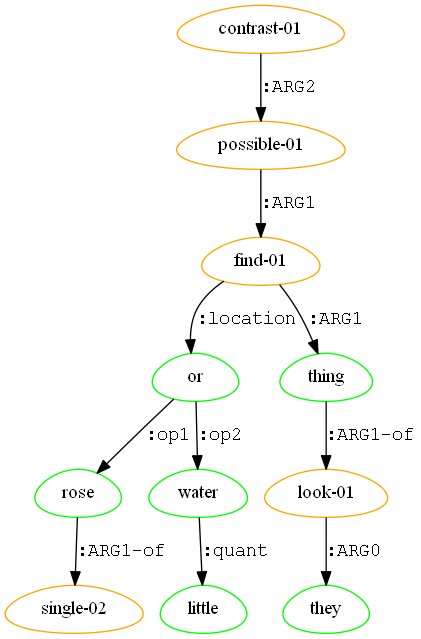 contrast-01
:ARG2
possible-01
:ARG1
find-01
:location :ARG1
or thing
:op1 :op2 :ARG1-of
rose water look-01
:ARG1-of :quant :ARG0
single-02 little they